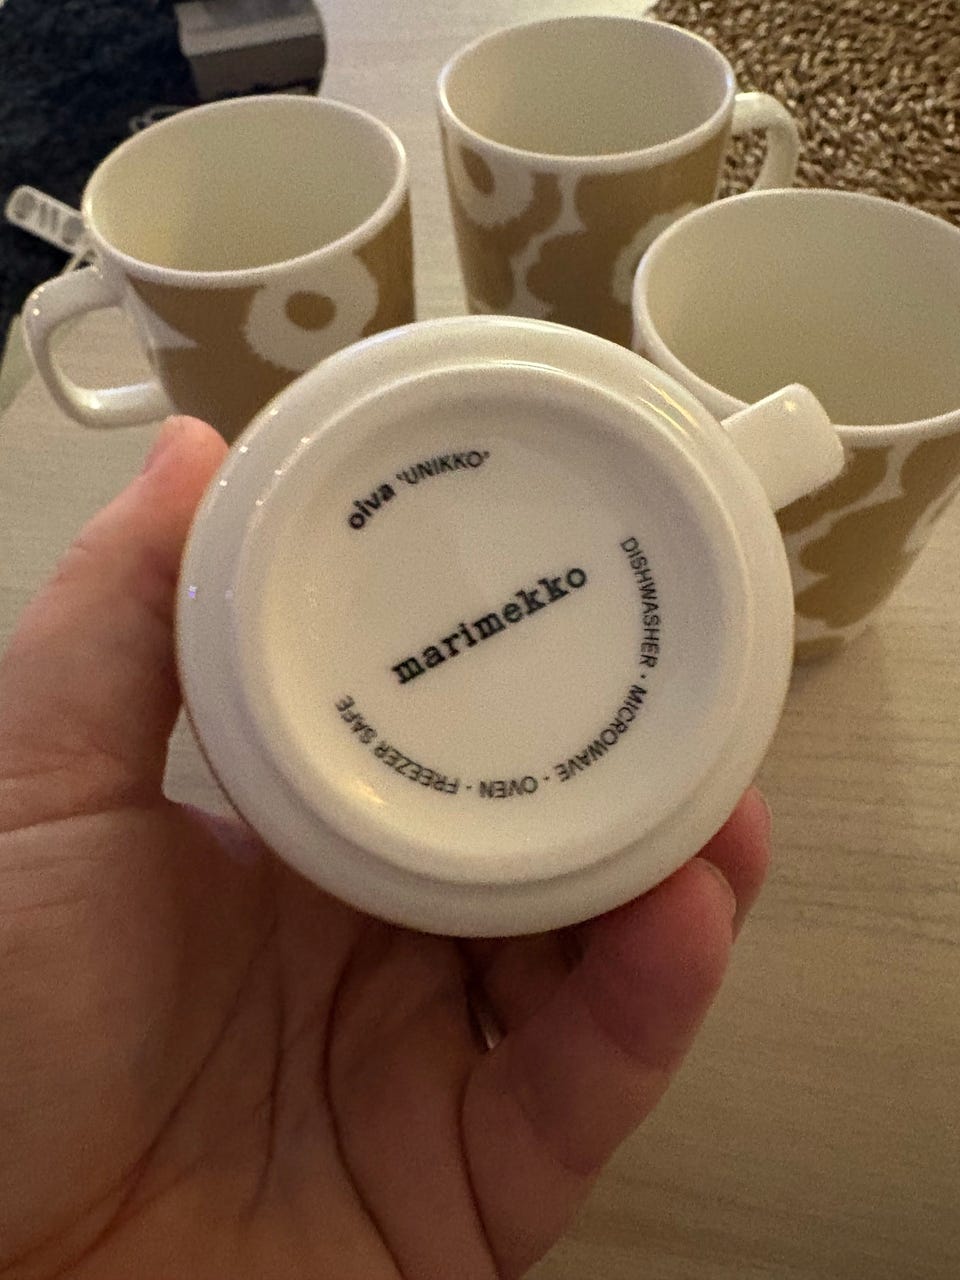 oiva "UNIKKO"
marimekko
DISHWASHER · MICROWAVE · OVEN · FREEZER SAFE